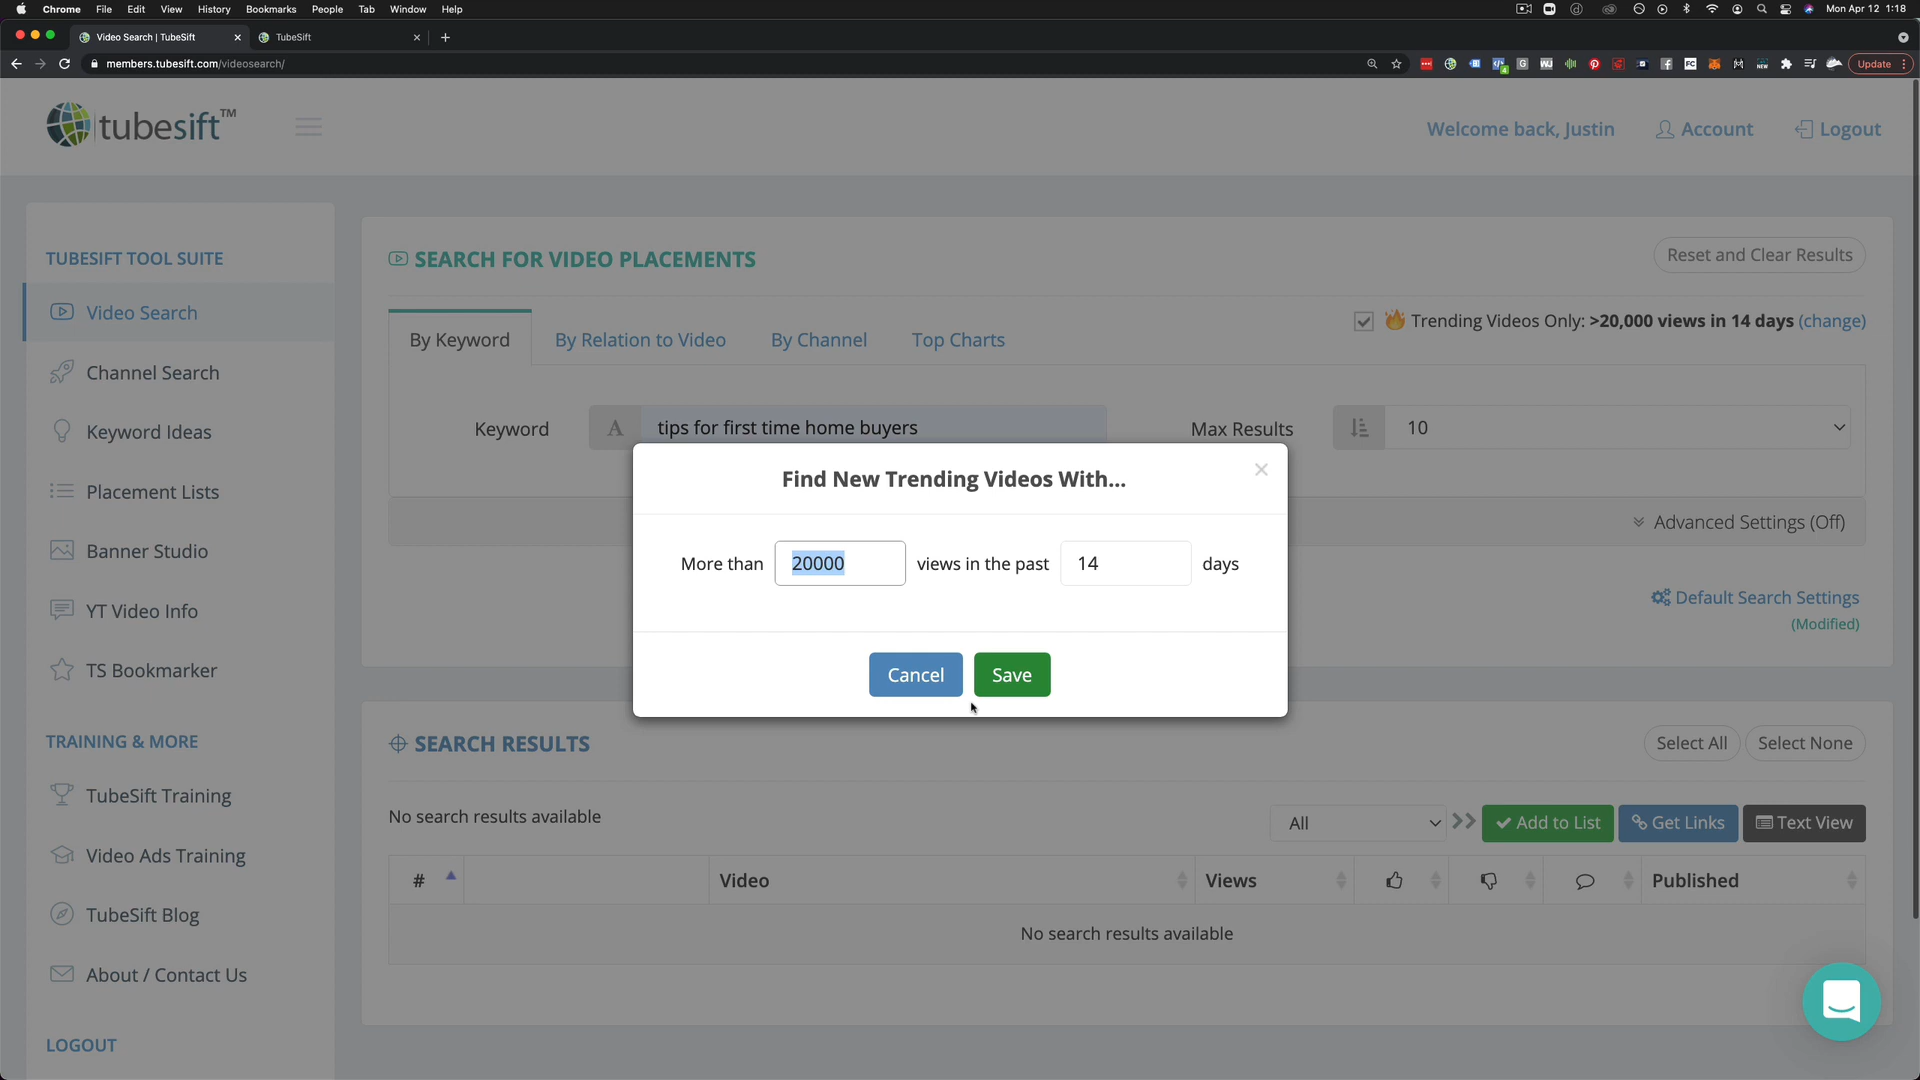 Chrome File Edit View History Bookmarks People Tab Window Help
Mon Apr 12 1:18
Video Search | TubeSift
TubeSift
members.tubesift.com/videosearch/
Update
tubesift™
Welcome back, Justin
Account
Logout
TUBESIFT TOOL SUITE
Video Search
Channel Search
Keyword Ideas
Placement Lists
Banner Studio
YT Video Info
TS Bookmarker
TRAINING & MORE
TubeSift Training
Video Ads Training
TubeSift Blog
About / Contact Us
LOGOUT
SEARCH FOR VIDEO PLACEMENTS
Reset and Clear Results
By Keyword
By Relation to Video
By Channel
Top Charts
Trending Videos Only: >20,000 views in 14 days (change)
Keyword
A
tips for first time home buyers
Max Results
10
Advanced Settings (Off)
Default Search Settings
(Modified)
Find New Trending Videos With...
More than 20000 views in the past 14 days
Cancel
Save
SEARCH RESULTS
Select All
Select None
No search results available
All
Add to List
Get Links
Text View
#
Video
Views
Published
No search results available